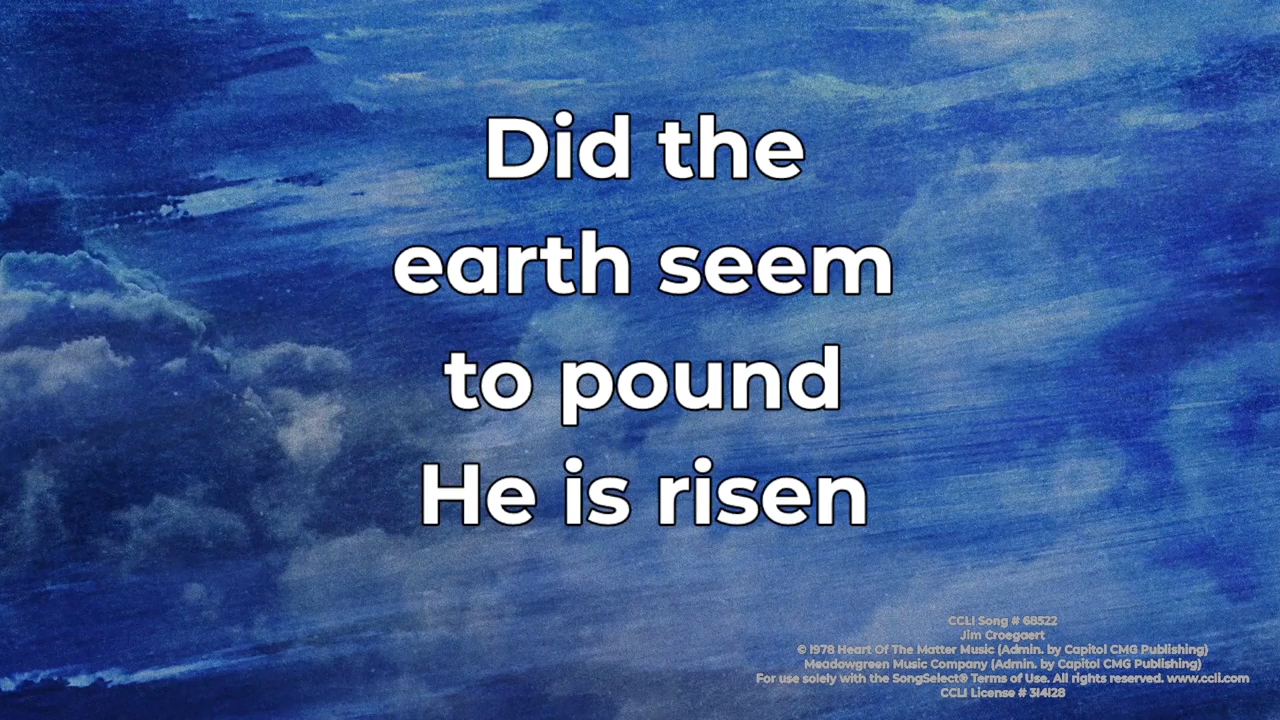 Did the
earth seem
to pound
He is risen
CCLI Song # 68522
Jim Croegaert
© 1978 Heart Of The Matter Music (Admin. by Capitol CMG Publishing)
Meadowgreen Music Company (Admin. by Capitol CMG Publishing)
For use solely with the SongSelect® Terms of Use. All rights reserved. www.ccli.com
CCLI License # 314128